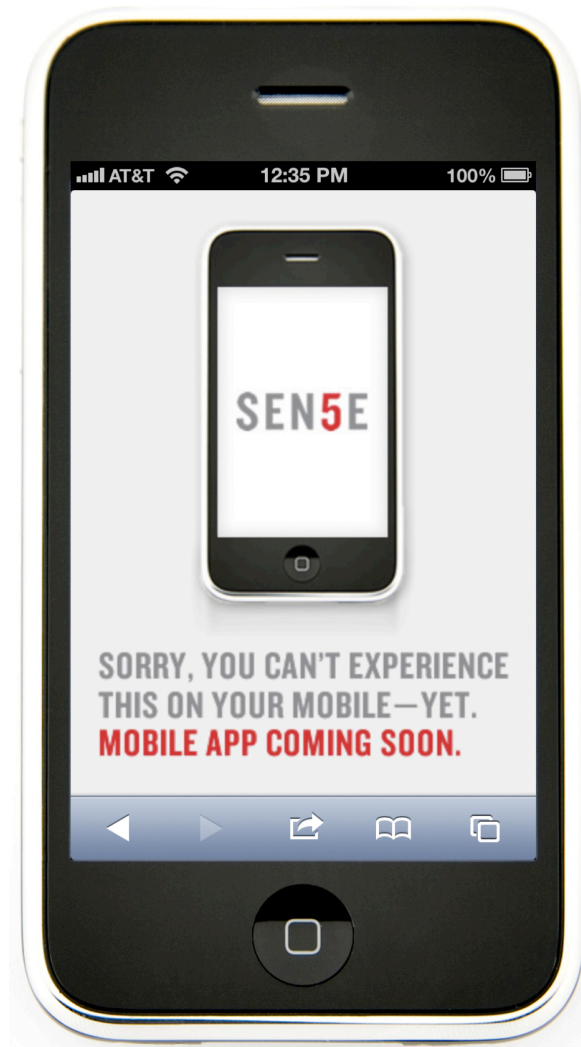 AT&T 12:35 PM 100%
SEN5E
SORRY, YOU CAN'T EXPERIENCE
THIS ON YOUR MOBILE—YET.
MOBILE APP COMING SOON.